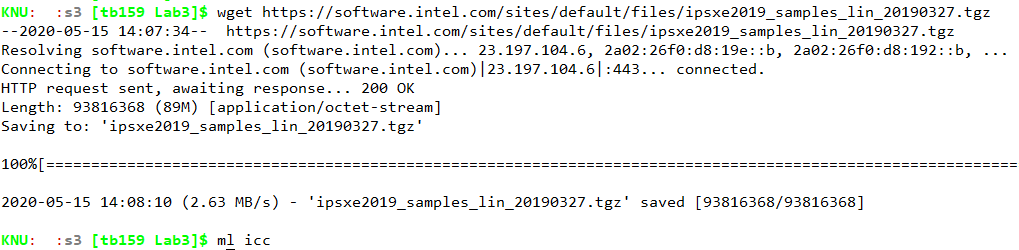 KNU:  :s3 [tb159 Lab3]$ wget https://software.intel.com/sites/default/files/ipsxe2019_samples_lin_20190327.tgz
--2020-05-15 14:07:34--  https://software.intel.com/sites/default/files/ipsxe2019_samples_lin_20190327.tgz
Resolving software.intel.com (software.intel.com)... 23.197.104.6, 2a02:26f0:d8:19e::b, 2a02:26f0:d8:192::b, ...
Connecting to software.intel.com (software.intel.com)|23.197.104.6|:443... connected.
HTTP request sent, awaiting response... 200 OK
Length: 93816368 (89M) [application/octet-stream]
Saving to: 'ipsxe2019_samples_lin_20190327.tgz'
100%[=====================================================================================================
2020-05-15 14:08:10 (2.63 MB/s) - 'ipsxe2019_samples_lin_20190327.tgz' saved [93816368/93816368]
KNU:  :s3 [tb159 Lab3]$ ml icc